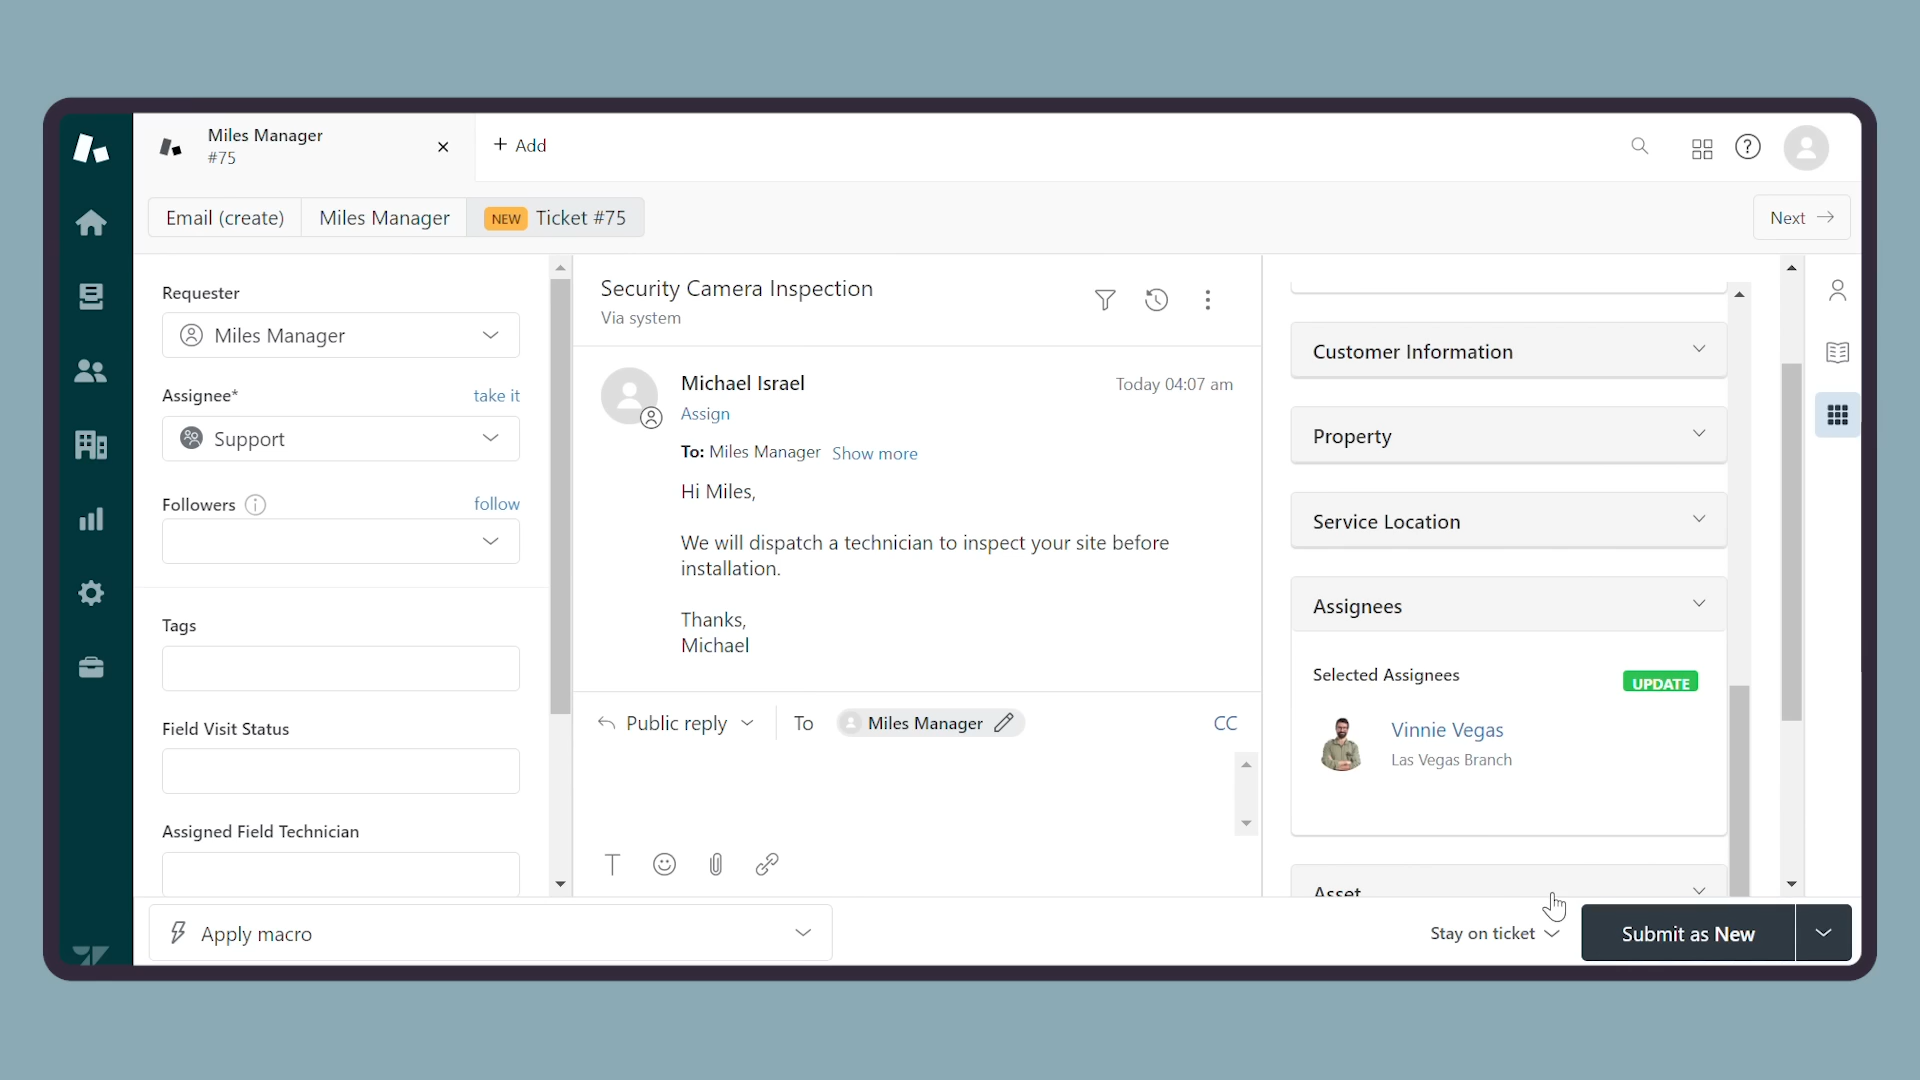 Miles Manager
#75
+ Add
Email (create)
Miles Manager
NEW Ticket #75
Next
Requester
Miles Manager
Assignee*
take it
Support
Followers
follow
Tags
Field Visit Status
Assigned Field Technician
Security Camera Inspection
Via system
Michael Israel
Today 04:07 am
Assign
To: Miles Manager Show more
Hi Miles,
We will dispatch a technician to inspect your site before
installation.
Thanks,
Michael
Public reply
To
Miles Manager
CC
Customer Information
Property
Service Location
Assignees
Selected Assignees
UPDATE
Vinnie Vegas
Las Vegas Branch
Asset
Apply macro
Stay on ticket
Submit as New